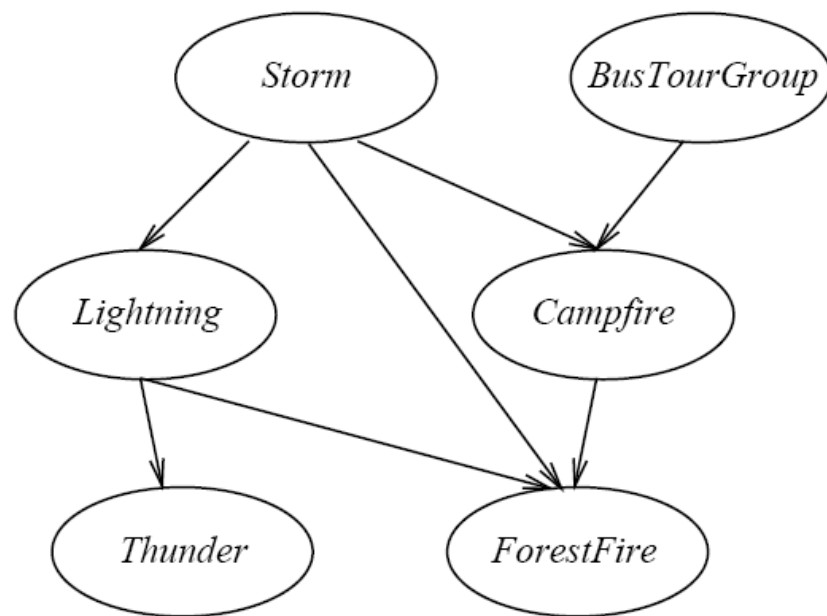 Storm
BusTourGroup
Lightning
Campfire
Thunder
ForestFire